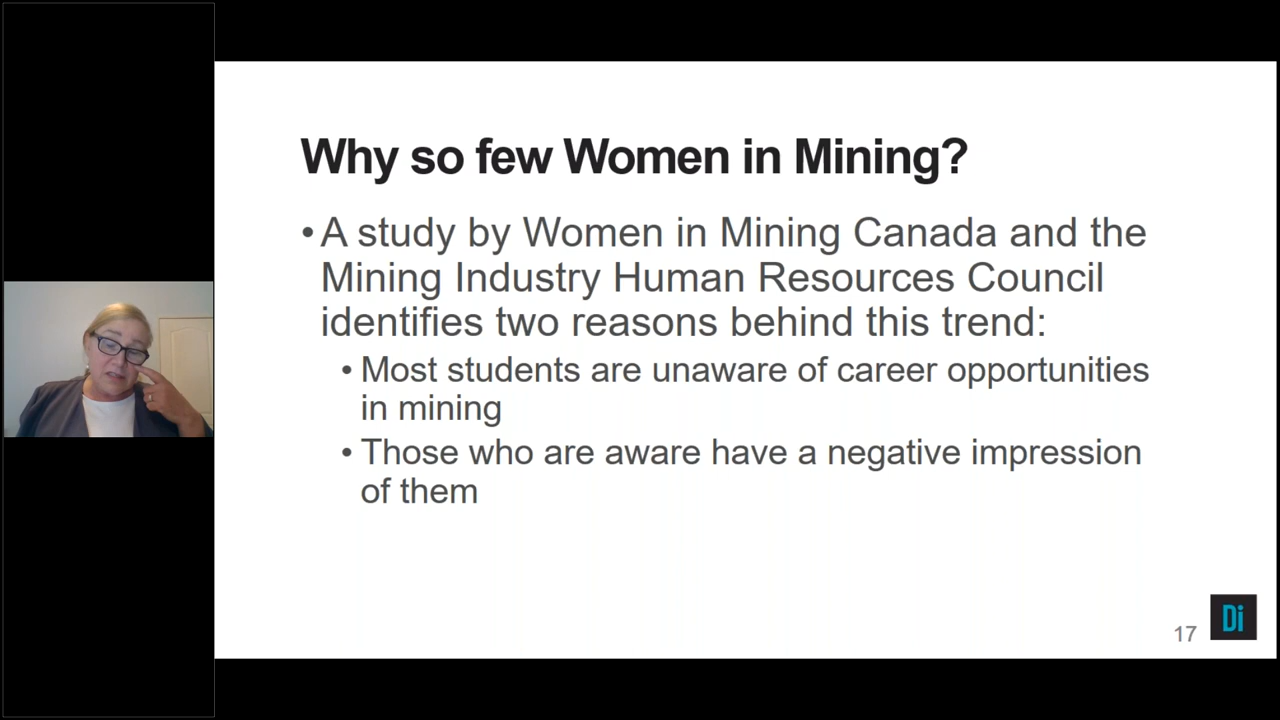 Why so few Women in Mining?
• A study by Women in Mining Canada and the
Mining Industry Human Resources Council
identifies two reasons behind this trend:
• Most students are unaware of career opportunities
in mining
• Those who are aware have a negative impression
of them
17
Di